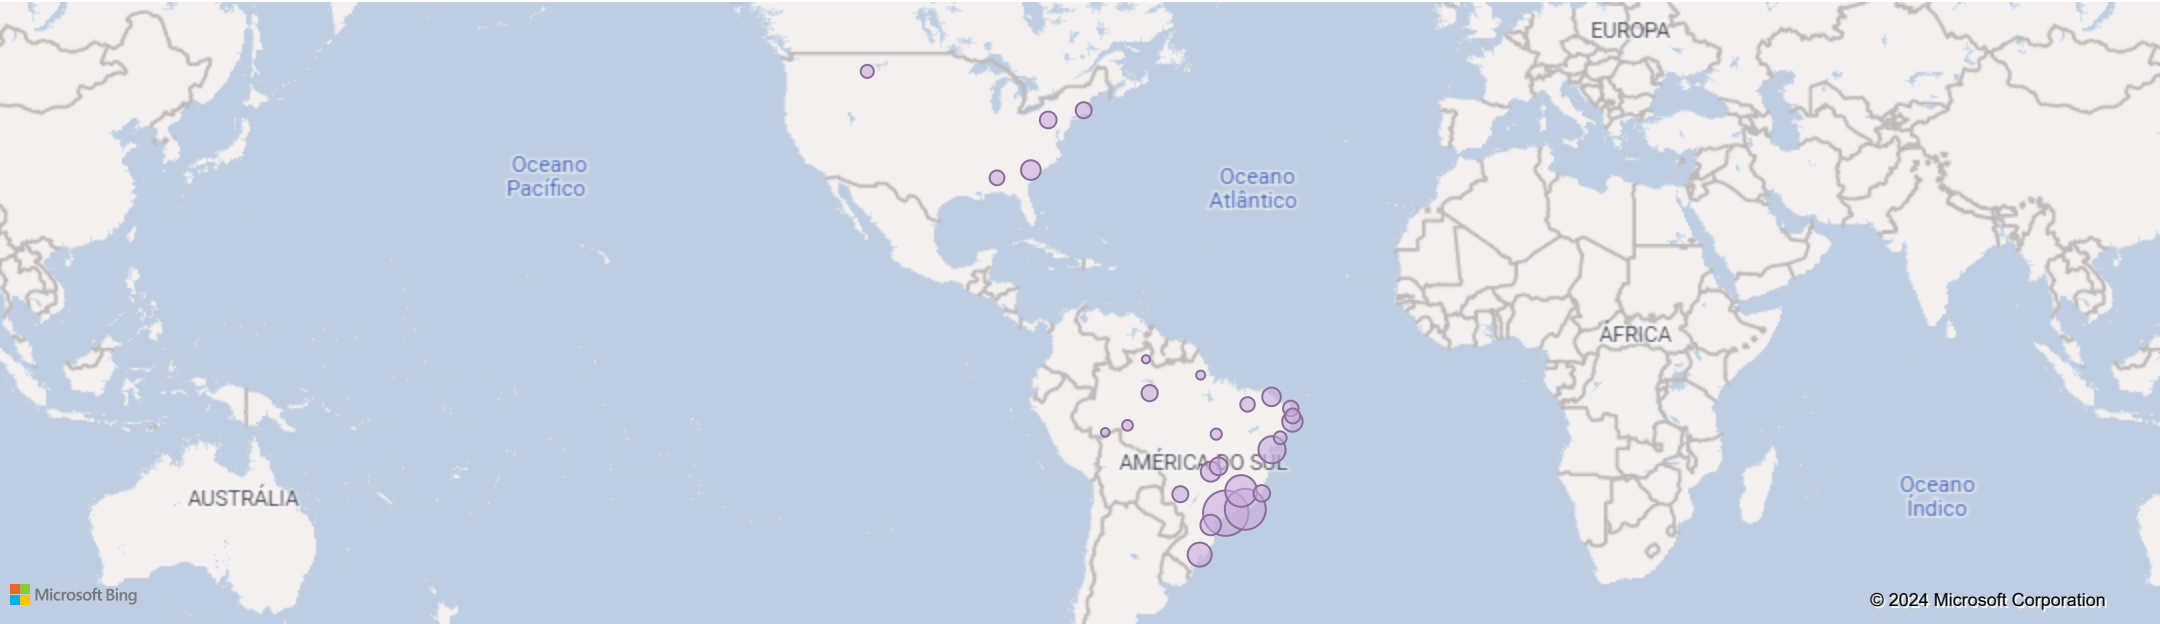 EUROPA
Oceano
Pacífico
Oceano
Atlântico
ÁFRICA
AMÉRICA DO SUL
AUSTRÁLIA
Oceano
Índico
Microsoft Bing
© 2024 Microsoft Corporation